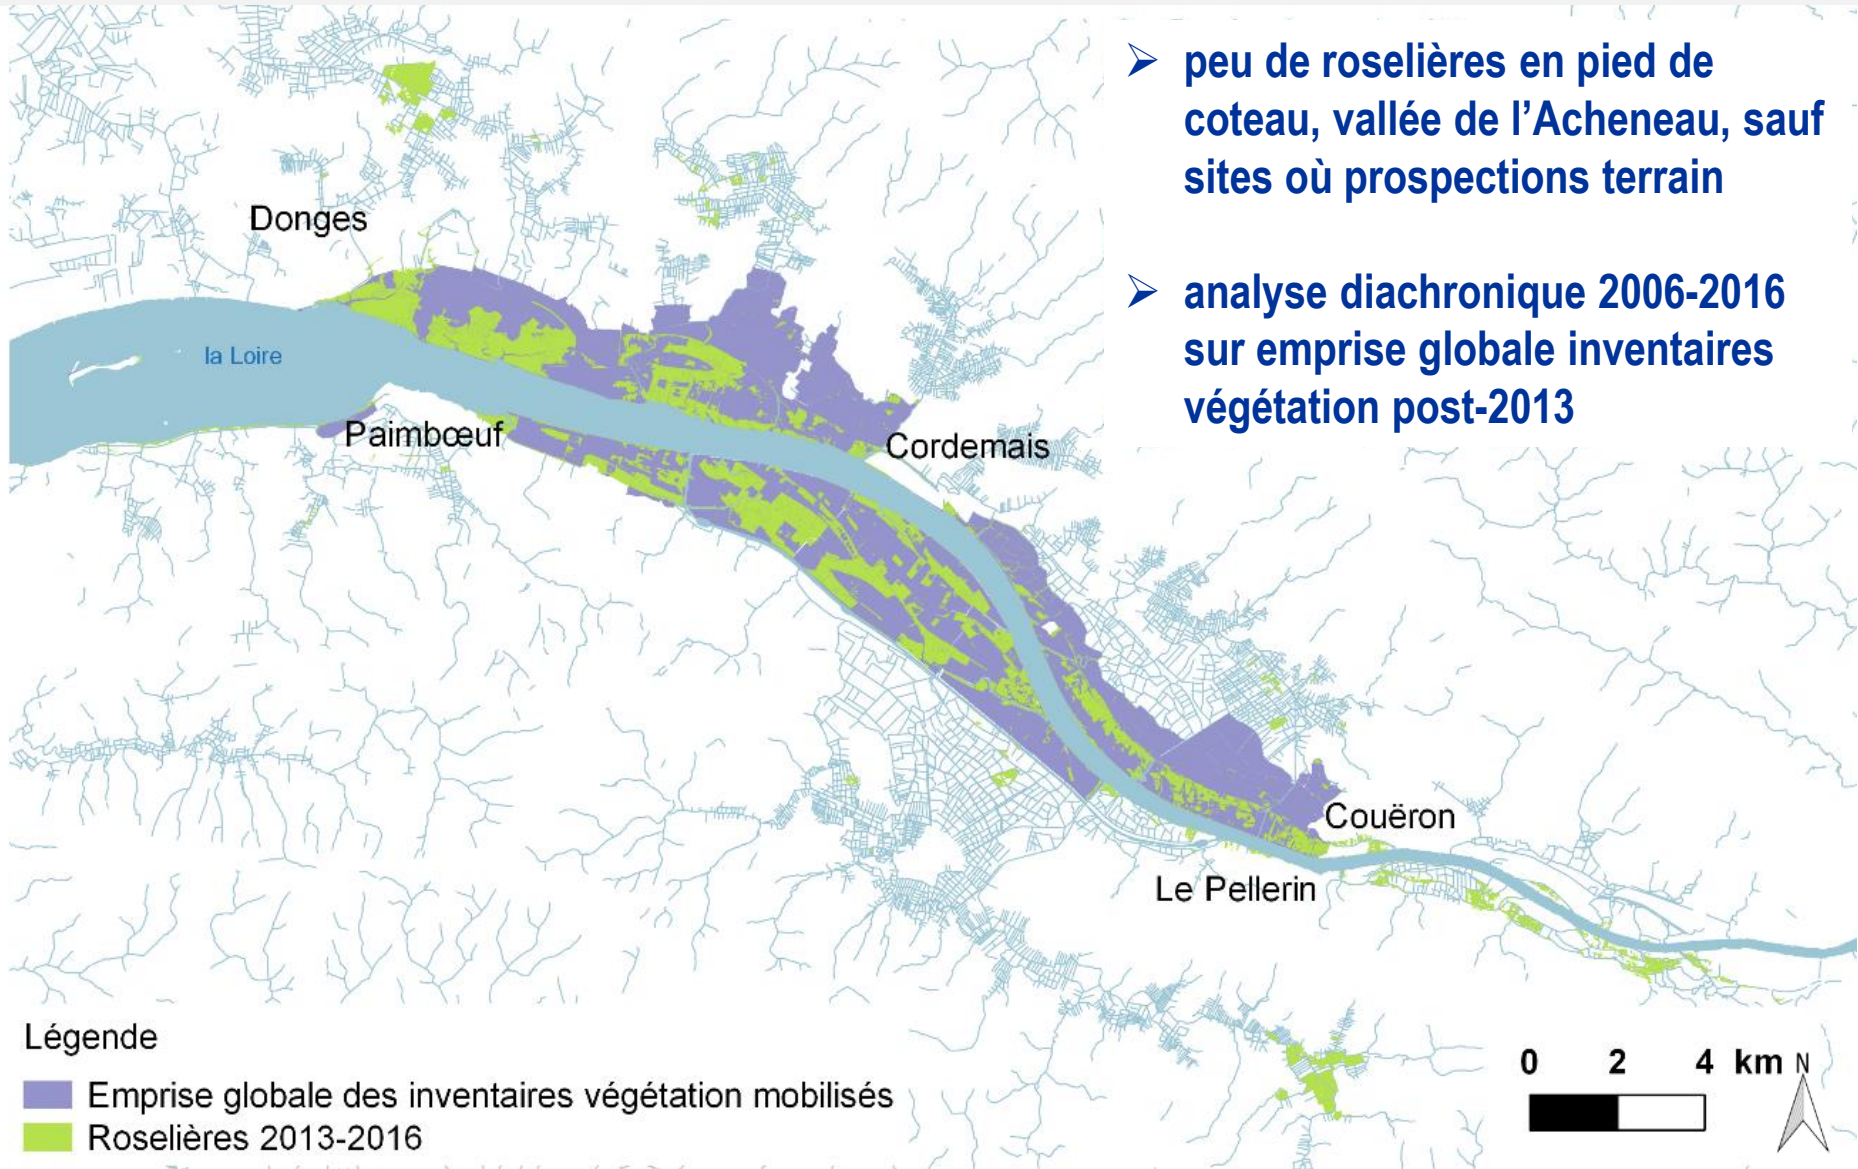 ➢ peu de roselières en pied de
coteau, vallée de l’Acheneau, sauf
sites où prospections terrain
➢ analyse diachronique 2006-2016
sur emprise globale inventaires
végétation post-2013
Donges
la Loire
Paimbœuf
Cordemais
Couëron
Le Pellerin
Légende
Emprise globale des inventaires végétation mobilisés
Roselières 2013-2016
0 2 4 km N